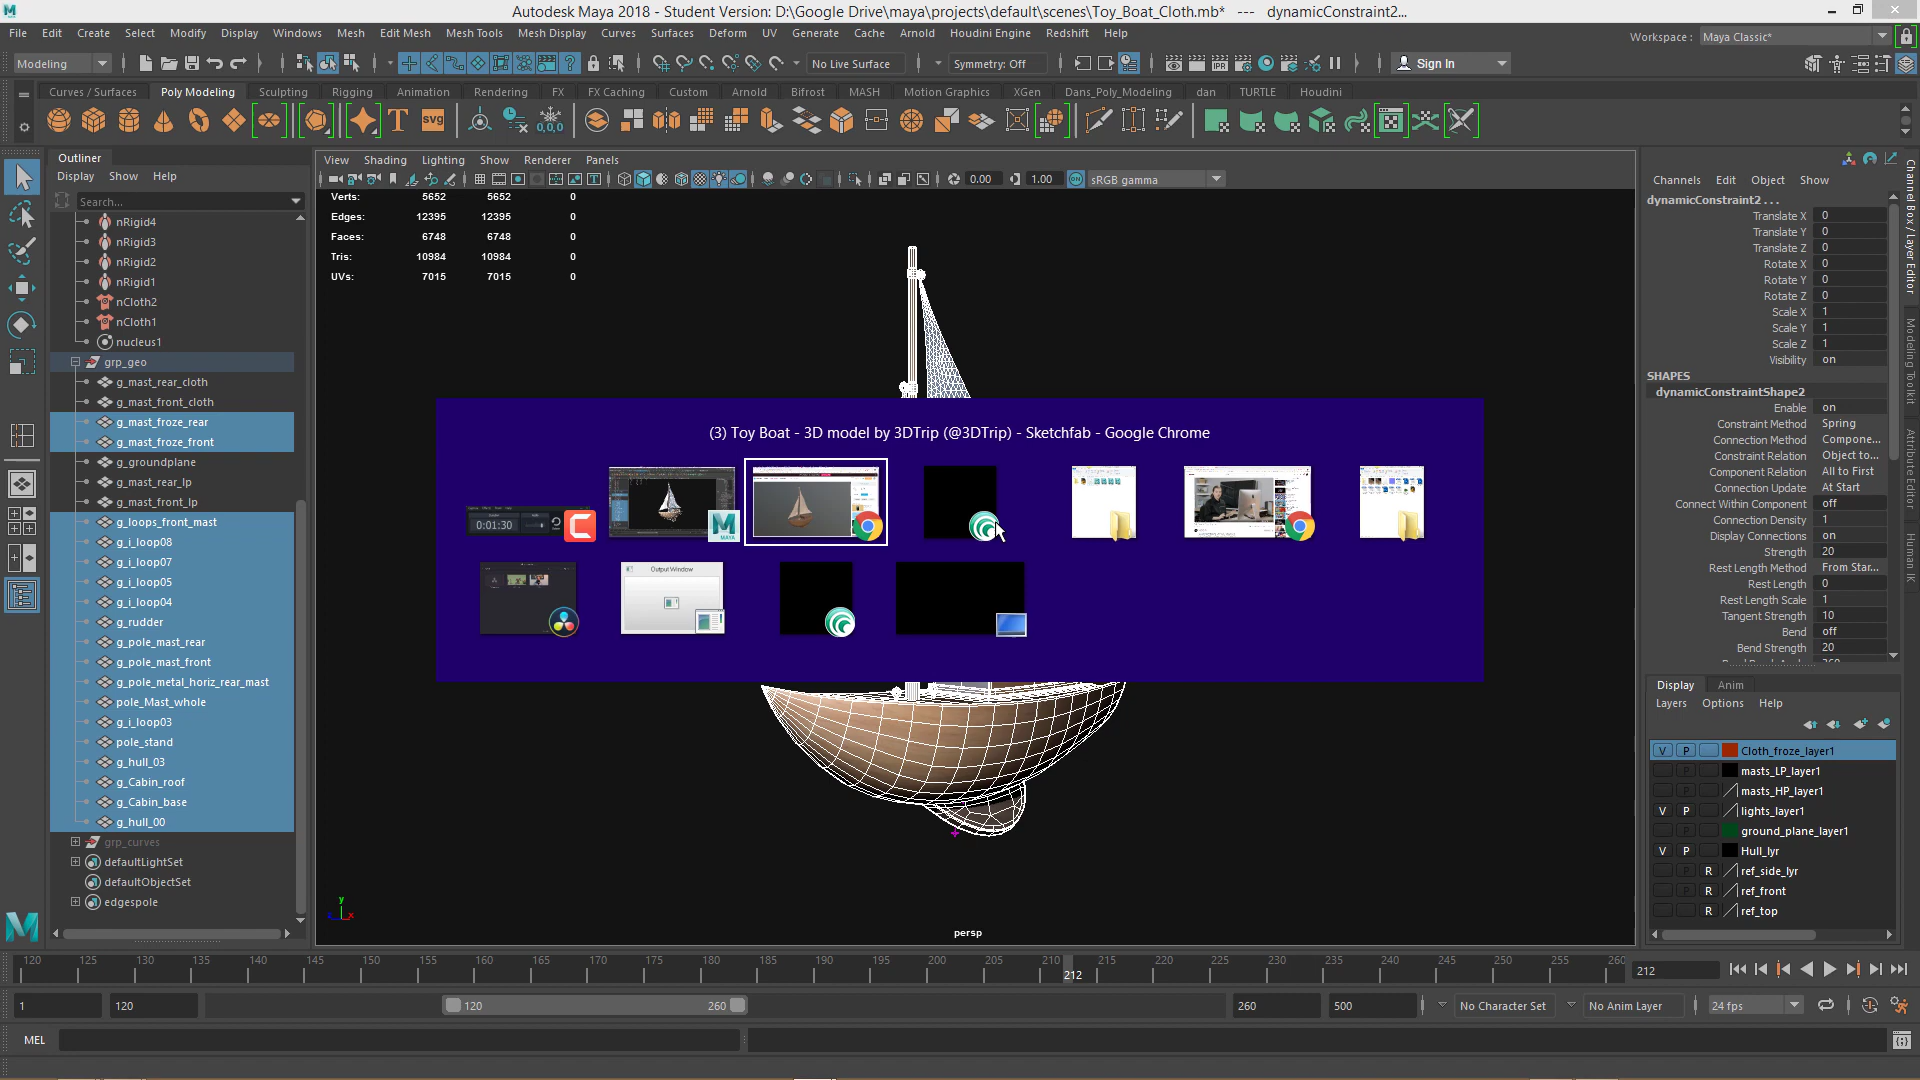 Autodesk Maya 2018 - Student Version: D:\Google Drive\maya\projects\default\scenes\Toy_Boat_Cloth.mb* --- dynamicConstraint2...
File Edit Create Select Modify Display Windows Mesh Edit Mesh Mesh Tools Mesh Display Curves Surfaces Deform UV Generate Cache Arnold Houdini Engine Redshift Help
Workspace : Maya Classic*
Modeling
No Live Surface
Symmetry: Off
Sign In
Curves / Surfaces Poly Modeling Sculpting Rigging Animation Rendering FX FX Caching Custom Arnold Bifrost MASH Motion Graphics XGen Dans_Poly_Modeling dan TURTLE Houdini
Outliner
Display Show Help
Search...
nRigid4
nRigid3
nRigid2
nRigid1
nCloth2
nCloth1
nucleus1
grp_geo
g_mast_rear_cloth
g_mast_front_cloth
g_mast_froze_rear
g_mast_froze_front
g_groundplane
g_mast_rear_lp
g_mast_front_lp
g_loops_front_mast
g_i_loop08
g_i_loop07
g_i_loop05
g_i_loop04
g_rudder
g_pole_mast_rear
g_pole_mast_front
g_pole_metal_horiz_rear_mast
pole_Mast_whole
g_i_loop03
pole_stand
g_hull_03
g_Cabin_roof
g_Cabin_base
g_hull_00
grp_curves
defaultLightSet
defaultObjectSet
edgespole
View Shading Lighting Show Renderer Panels
0.00 1.00 sRGB gamma
Verts: 5652 5652 0
Edges: 12395 12395 0
Faces: 6748 6748 0
Tris: 10984 10984 0
UVs: 7015 7015 0
(3) Toy Boat - 3D model by 3DTrip (@3DTrip) - Sketchfab - Google Chrome
0:01:30
MAYA
Output Window
persp
Channels Edit Object Show
dynamicConstraint2 . . .
Translate X 0
Translate Y 0
Translate Z 0
Rotate X 0
Rotate Y 0
Rotate Z 0
Scale X 1
Scale Y 1
Scale Z 1
Visibility on
SHAPES
dynamicConstraintShape2
Enable on
Constraint Method Spring
Connection Method Compone...
Constraint Relation Object to...
Component Relation All to First
Connection Update At Start
Connect Within Component off
Connection Density 1
Display Connections on
Strength 20
Rest Length Method From Star...
Rest Length 0
Rest Length Scale 1
Tangent Strength 10
Bend off
Bend Strength 20
Channel Box / Layer Editor
Modeling Toolkit
Attribute Editor
Human IK
Display Anim
Layers Options Help
V P Cloth_froze_layer1
P masts_LP_layer1
P masts_HP_layer1
V P lights_layer1
P ground_plane_layer1
V P Hull_lyr
P R ref_side_lyr
P R ref_front
P R ref_top
120 125 130 135 140 145 150 155 160 165 170 175 180 185 190 195 200 205 210 212 215 220 225 230 235 240 245 250 255 260
212
1 120 120 260 260 500 No Character Set No Anim Layer 24 fps
MEL